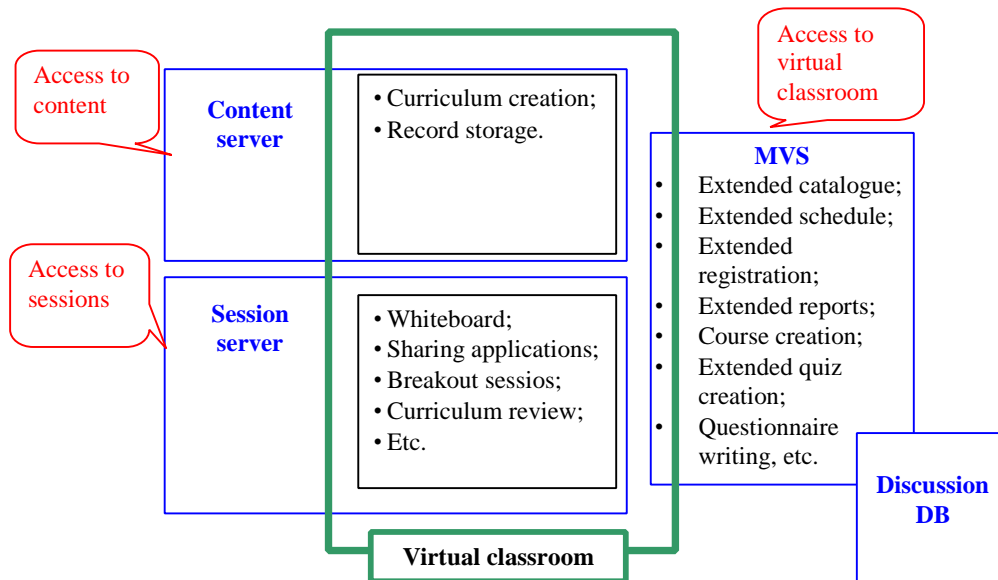 Access to
content
Content
server
• Curriculum creation;
• Record storage.
Access to
virtual
classroom
MVS
• Extended catalogue;
• Extended schedule;
• Extended
registration;
• Extended reports;
• Course creation;
• Extended quiz
creation;
• Questionnaire
writing, etc.
Access to
sessions
Session
server
• Whiteboard;
• Sharing applications;
• Breakout sessios;
• Curriculum review;
• Etc.
Discussion
DB
Virtual classroom